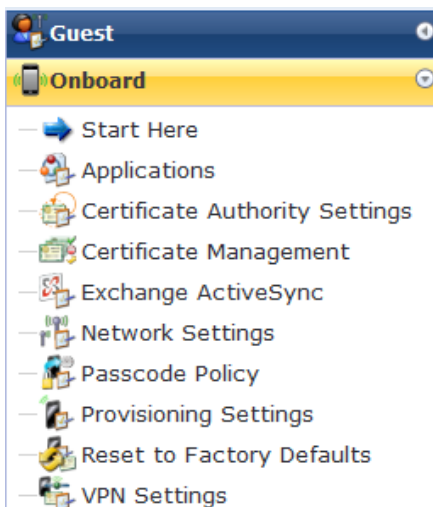 Guest
Onboard
Start Here
Applications
Certificate Authority Settings
Certificate Management
Exchange ActiveSync
Network Settings
Passcode Policy
Provisioning Settings
Reset to Factory Defaults
VPN Settings